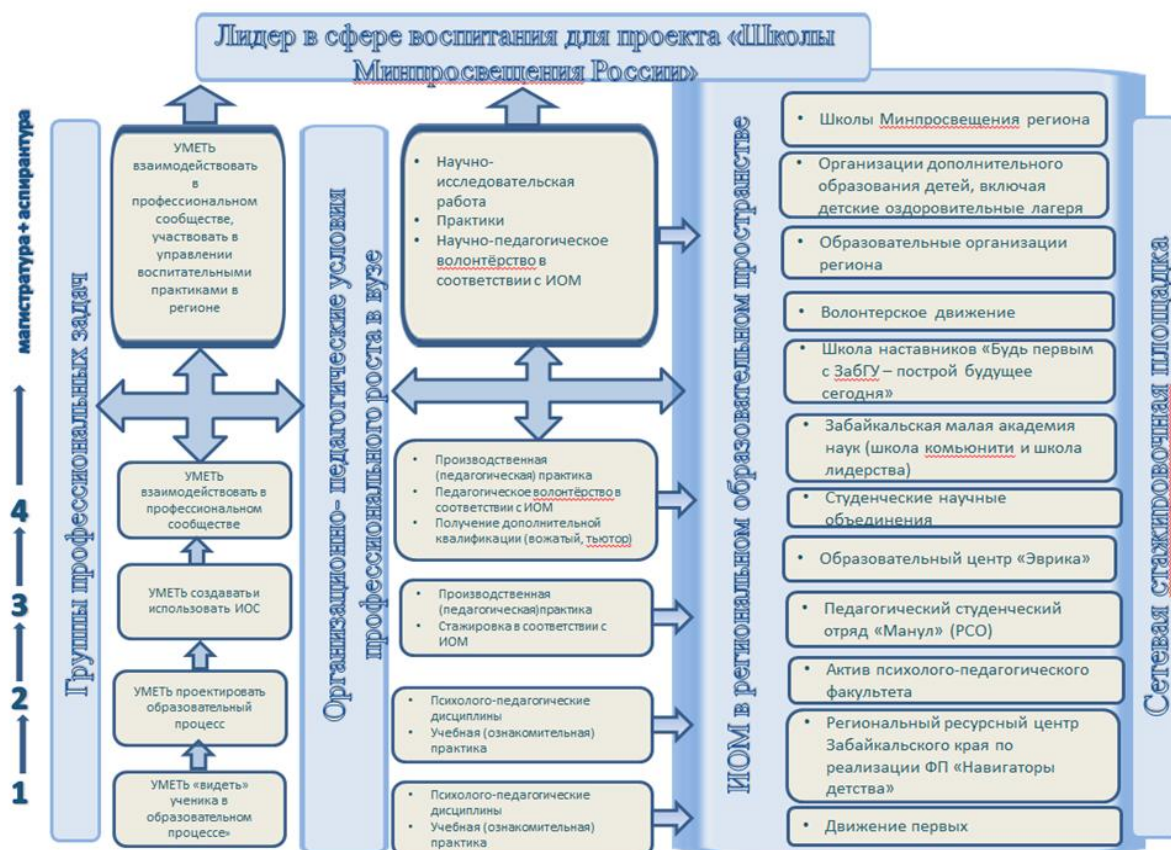 Лидер в сфере воспитания для проекта «Школы
Минпросвещения России»
магистратура+ аспирантура
4
3
2
1
Группы профессиональных задач
УМЕТЬ
взаимодействовать
в
профессиональном
сообществе,
участвовать в
управлении
воспитательными
практиками в
регионе
УМЕТЬ
взаимодействовать в
профессиональном
сообществе
УМЕТЬ создавать и
использовать ИОС
УМЕТЬ проектировать
образовательный
процесс
УМЕТЬ «видеть»
ученика в
образовательном
процессе»
Организационно- педагогические условия
профессионального роста в вузе
• Научно-
исследовательская
работа
• Практики
• Научно-педагогическое
волонтёрство в
соответствии с ИОМ
• Производственная
(педагогическая) практика
• Педагогическое волонтёрство в
соответствии с ИОМ
• Получение дополнительной
квалификации (вожатый, тьютор)
• Производственная
(педагогическая)практика
• Стажировка в соответствии с
ИОМ
• Психолого-педагогические
дисциплины
• Учебная (ознакомительная)
практика
• Психолого-педагогические
дисциплины
• Учебная (ознакомительная)
практика
ИОМ в региональном образовательном пространстве
• Школы Минпросвещения региона
• Организации дополнительного
образования детей, включая
детские оздоровительные лагеря
• Образовательные организации
региона
• Волонтерское движение
• Школа наставников «Будь первым
с ЗабГУ – построй будущее
сегодня»
• Забайкальская малая академия
наук (школа комьюнити и школа
лидерства)
• Студенческие научные
объединения
• Образовательный центр «Эврика»
• Педагогический студенческий
отряд «Манул» (РСО)
• Актив психолого-педагогического
факультета
• Региональный ресурсный центр
Забайкальского края по
реализации ФП «Навигаторы
детства»
• Движение первых
Сетевая стажировочная площадка